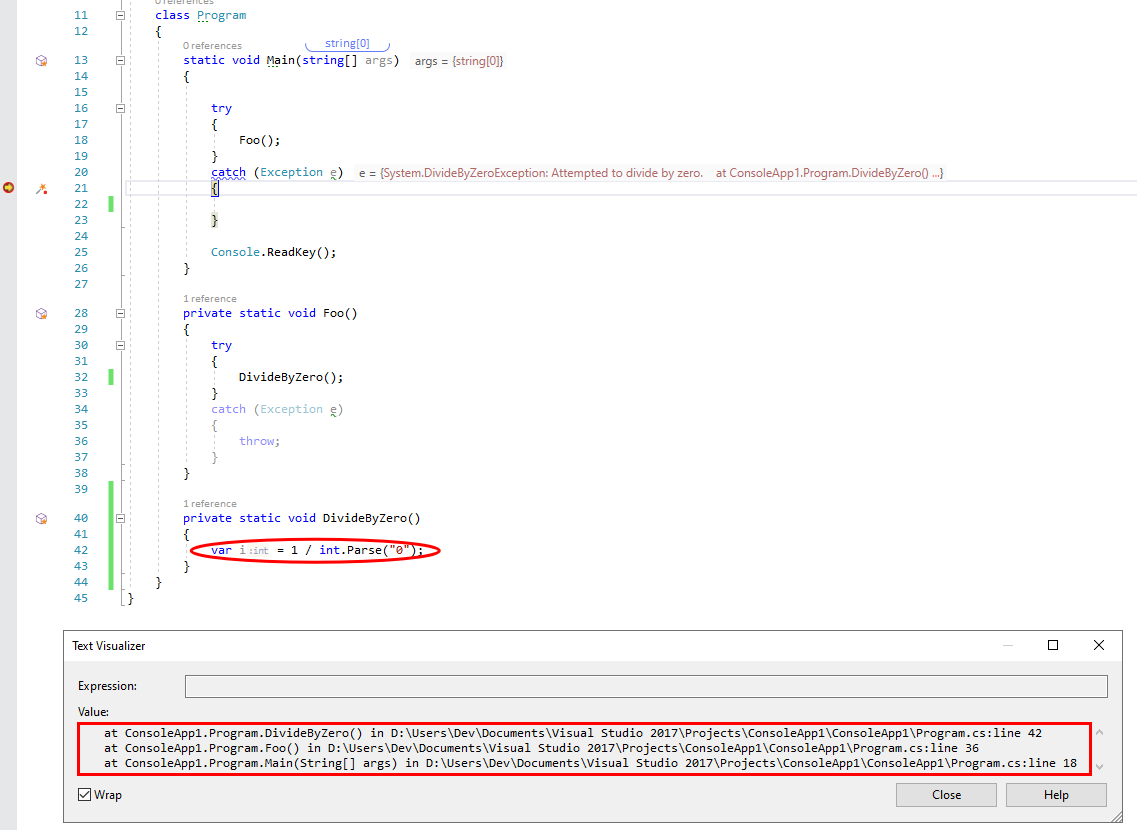 0 references
11 class Program
12 {
0 references string[0]
13 static void Main(string[] args) args = {string[0]}
14 {
15
16 try
17 {
18 Foo();
19 }
20 catch (Exception e) e = {System.DivideByZeroException: Attempted to divide by zero. at ConsoleApp1.Program.DivideByZero() ...}
21 {
22
23 }
24
25 Console.ReadKey();
26 }
27
1 reference
28 private static void Foo()
29 {
30 try
31 {
32 DivideByZero();
33 }
34 catch (Exception e)
35 {
36 throw;
37 }
38 }
39
1 reference
40 private static void DivideByZero()
41 {
42 var i :int = 1 / int.Parse("0");
43 }
44 }
45 }
Text Visualizer
Expression:
Value:
at ConsoleApp1.Program.DivideByZero() in D:\Users\Dev\Documents\Visual Studio 2017\Projects\ConsoleApp1\ConsoleApp1\Program.cs:line 42
at ConsoleApp1.Program.Foo() in D:\Users\Dev\Documents\Visual Studio 2017\Projects\ConsoleApp1\ConsoleApp1\Program.cs:line 36
at ConsoleApp1.Program.Main(String[] args) in D:\Users\Dev\Documents\Visual Studio 2017\Projects\ConsoleApp1\ConsoleApp1\Program.cs:line 18
Wrap Close Help